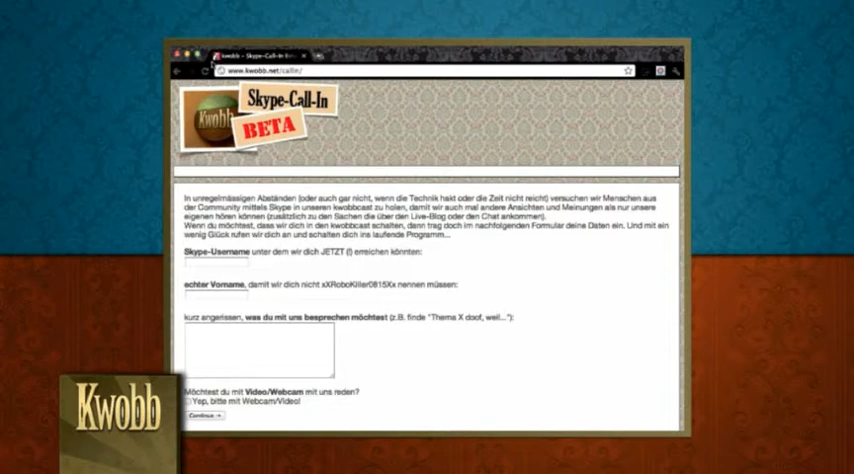 kwobb - Skype-Call-In
www.kwobb.net/callin/
Kwobb
Skype-Call-In
BETA
In unregelmässigen Abständen (oder auch gar nicht, wenn die Technik hakt oder die Zeit nicht reicht) versuchen wir Menschen aus
der Community mittels Skype in unseren kwobbcast zu holen, damit wir auch mal andere Ansichten und Meinungen als nur unsere
eigenen hören können (zusätzlich zu den Sachen die über den Live-Blog oder den Chat ankommen).
Wenn du möchtest, dass wir dich in den kwobbcast schalten, dann trag doch im nachfolgenden Formular deine Daten ein. Und mit ein
wenig Glück rufen wir dich an und schalten dich ins laufende Programm...
Skype-Username unter dem wir dich JETZT (!) erreichen könnten:
echter Vorname, damit wir dich nicht xXRoboKiller0815Xx nennen müssen:
kurz angerissen, was du mit uns besprechen möchtest (z.B. finde "Thema X doof, weil..."):
Möchtest du mit Video/Webcam mit uns reden?
Yep, bitte mit Webcam/Video!
Continue →
Kwobb